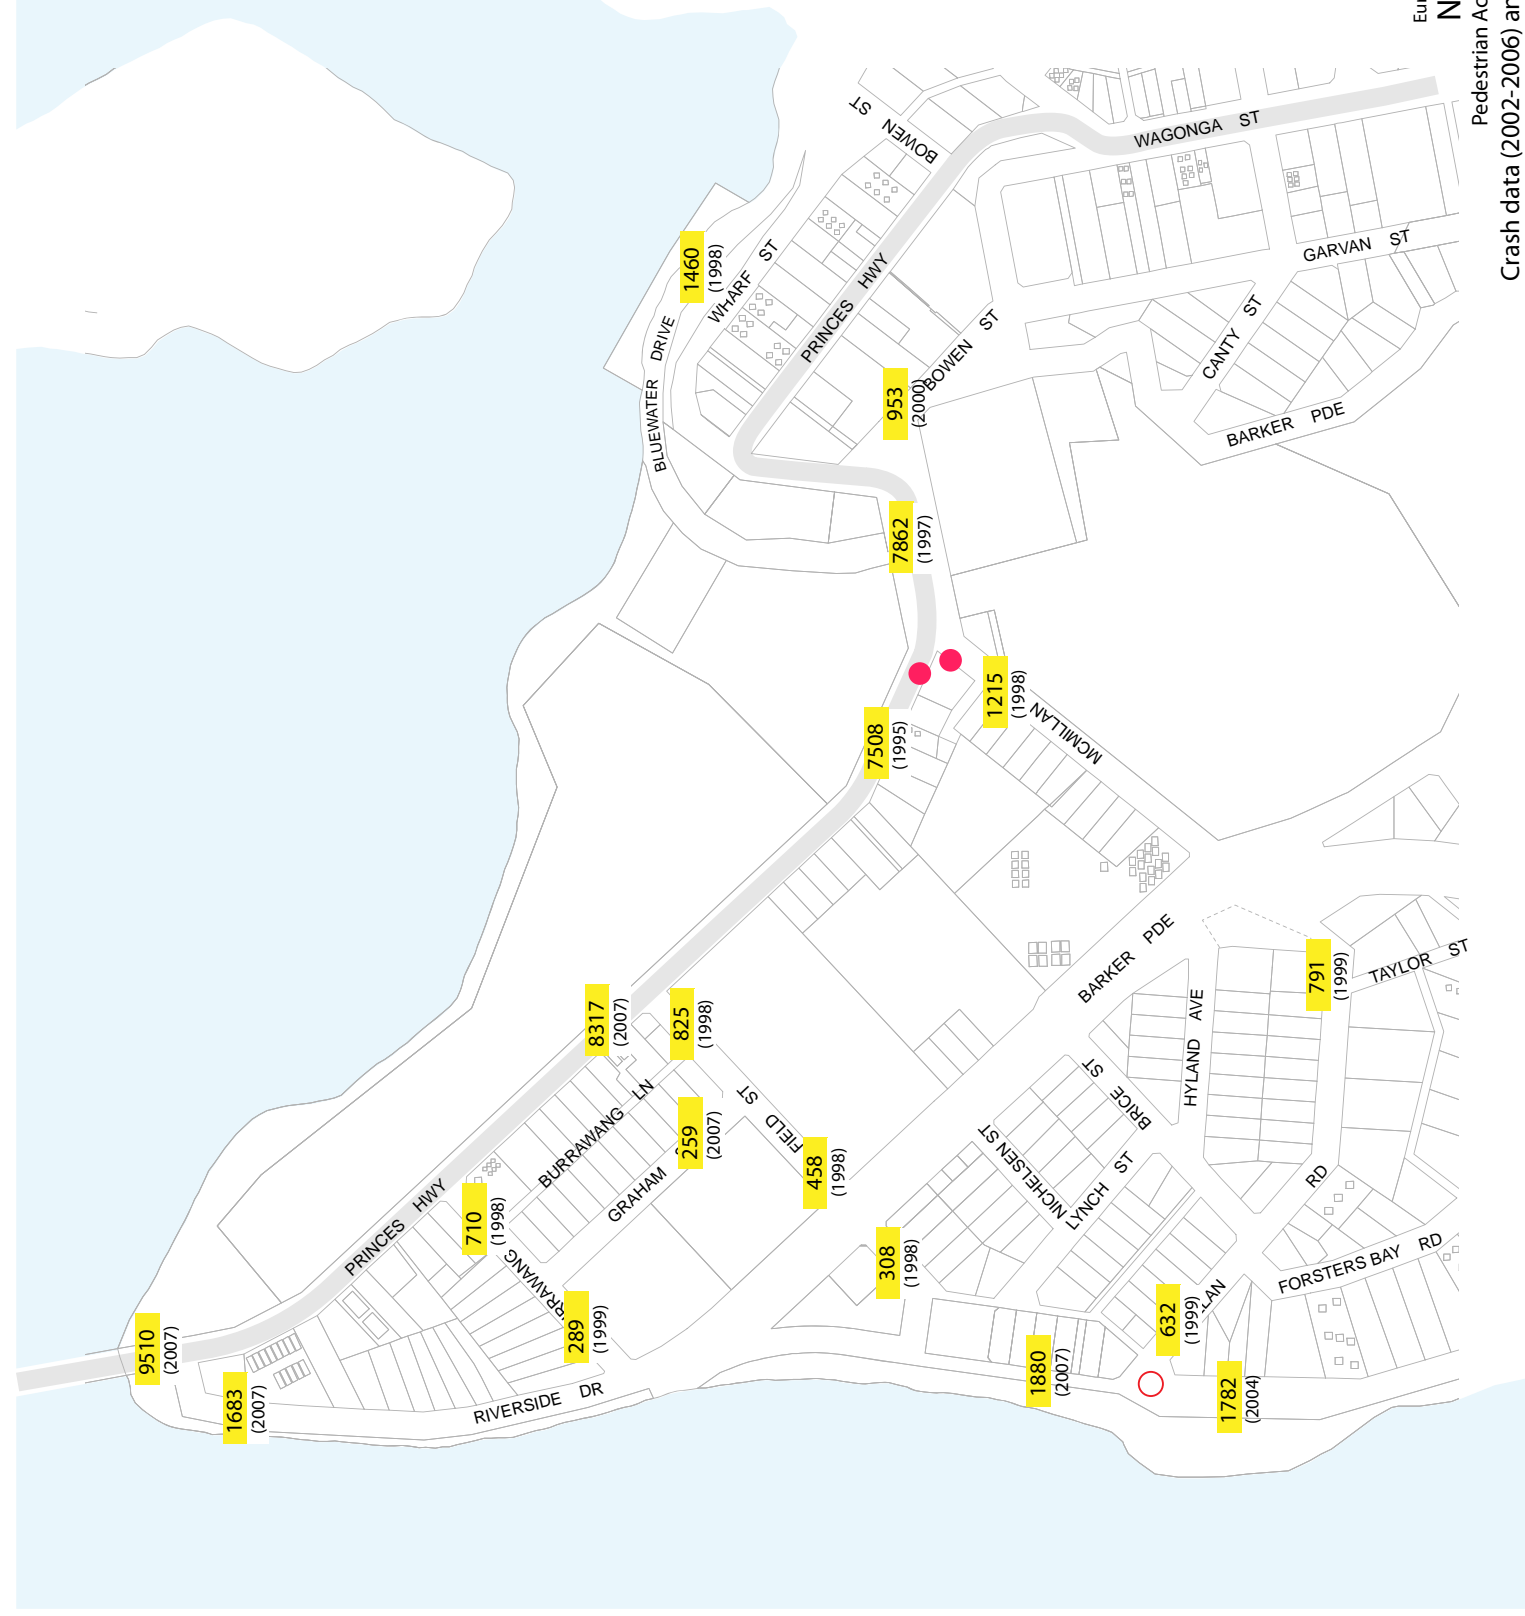 Eur
N
Pedestrian Ac
Crash data (2002-2006) an
BOWEN ST
WAGONGA ST
1460
(1998)
WHARF ST
PRINCES HWY
GARVAN ST
BLUEWATER DRIVE
BOWEN ST
CANTY ST
953
(2000)
BARKER PDE
7862
(1997)
1215
(1998)
MCMILLAN
7508
(1995)
BARKER PDE
791
(1999)
TAYLOR ST
8317
(2007)
825
(1998)
HYLAND AVE
BRICE ST
BURRAWANG LN
259
(2007)
FIELD ST
GRAHAM
458
(1998)
NICHELSEN ST
LYNCH ST
RD
PRINCES HWY
710
(1998)
308
(1998)
FORSTERS BAY RD
RRAWANG
289
(1999)
632
(1999)
LAN
9510
(2007)
1683
(2007)
RIVERSIDE DR
1880
(2007)
1782
(2004)